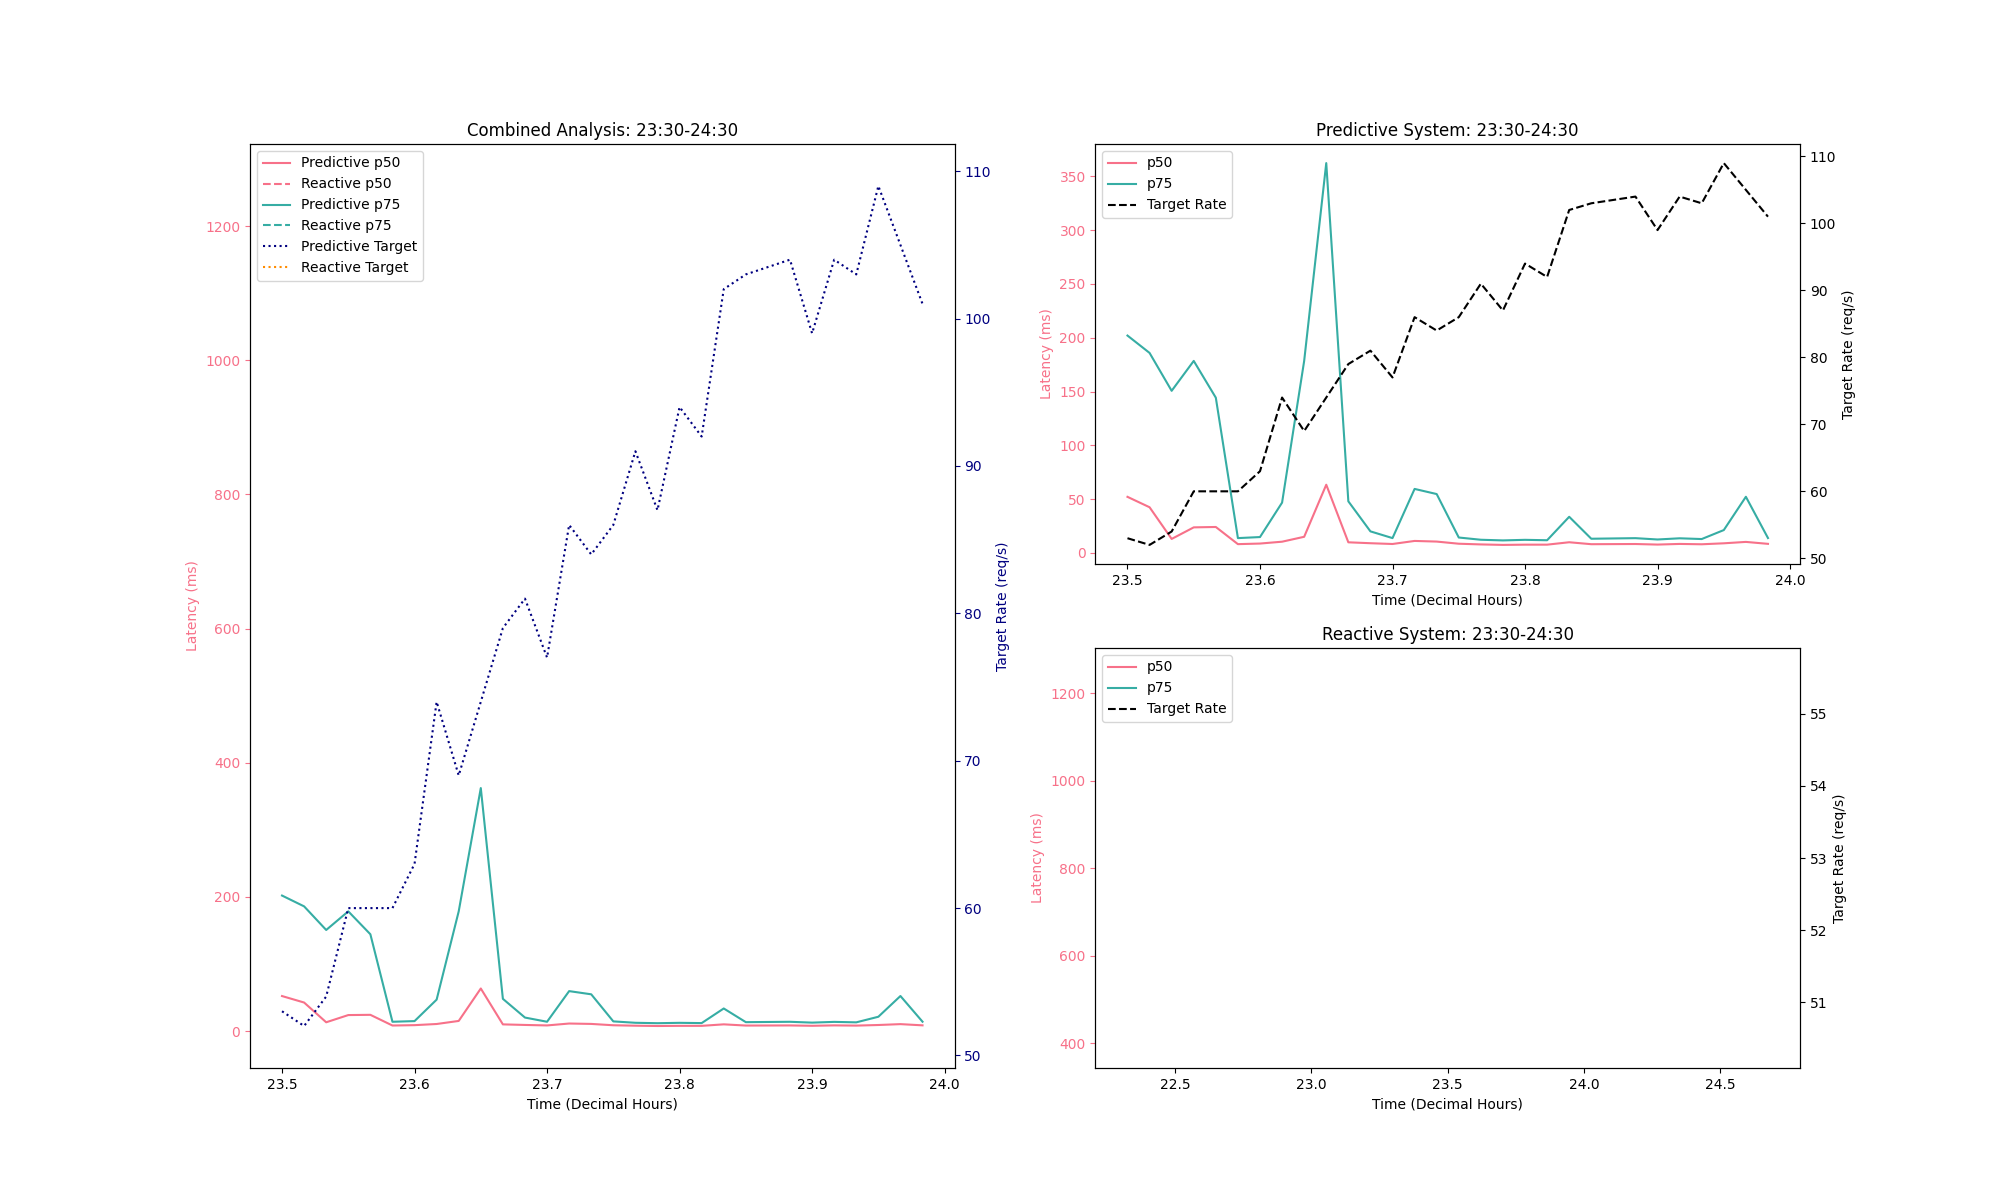 Combined Analysis: 23:30-24:30
Predictive p50
Reactive p50
Predictive p75
Reactive p75
Predictive Target
Reactive Target
1200
1000
800
600
400
200
0
Latency (ms)
110
100
90
80
70
60
50
Target Rate (req/s)
23.5 23.6 23.7 23.8 23.9 24.0
Time (Decimal Hours)
Predictive System: 23:30-24:30
p50
p75
Target Rate
350
300
250
200
150
100
50
0
Latency (ms)
110
100
90
80
70
60
50
Target Rate (req/s)
23.5 23.6 23.7 23.8 23.9 24.0
Time (Decimal Hours)
Reactive System: 23:30-24:30
p50
p75
Target Rate
1200
1000
800
600
400
Latency (ms)
55
54
53
52
51
Target Rate (req/s)
22.5 23.0 23.5 24.0 24.5
Time (Decimal Hours)